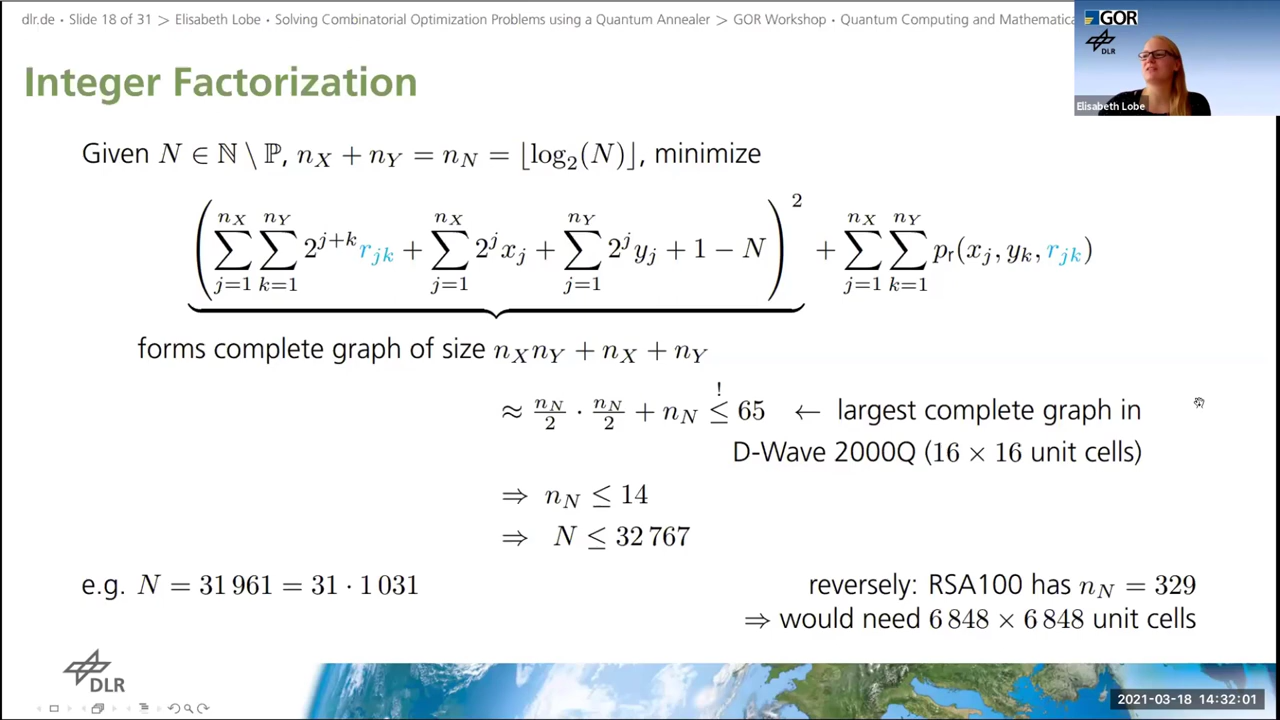 dlr.de • Slide 18 of 31 > Elisabeth Lobe • Solving Combinatorial Optimization Problems using a Quantum Annealer > GOR Workshop • Quantum Computing and Mathematica
GOR
DLR
Elisabeth Lobe
Integer Factorization
Given N ∈ ℕ \ ℙ, n_X + n_Y = n_N = ⌊log₂(N)⌋, minimize
(∑_{j=1}^{n_X} ∑_{k=1}^{n_Y} 2^{j+k} r_{jk} + ∑_{j=1}^{n_X} 2^j x_j + ∑_{j=1}^{n_Y} 2^j y_j + 1 − N)^2 + ∑_{j=1}^{n_X} ∑_{k=1}^{n_Y} p_r(x_j, y_k, r_{jk})
forms complete graph of size n_X n_Y + n_X + n_Y
≈ n_N/2 · n_N/2 + n_N ≤! 65 ← largest complete graph in
D-Wave 2000Q (16 × 16 unit cells)
⇒ n_N ≤ 14
⇒ N ≤ 32 767
e.g. N = 31 961 = 31 · 1 031
reversely: RSA100 has n_N = 329
⇒ would need 6 848 × 6 848 unit cells
DLR
2021-03-18 14:32:01